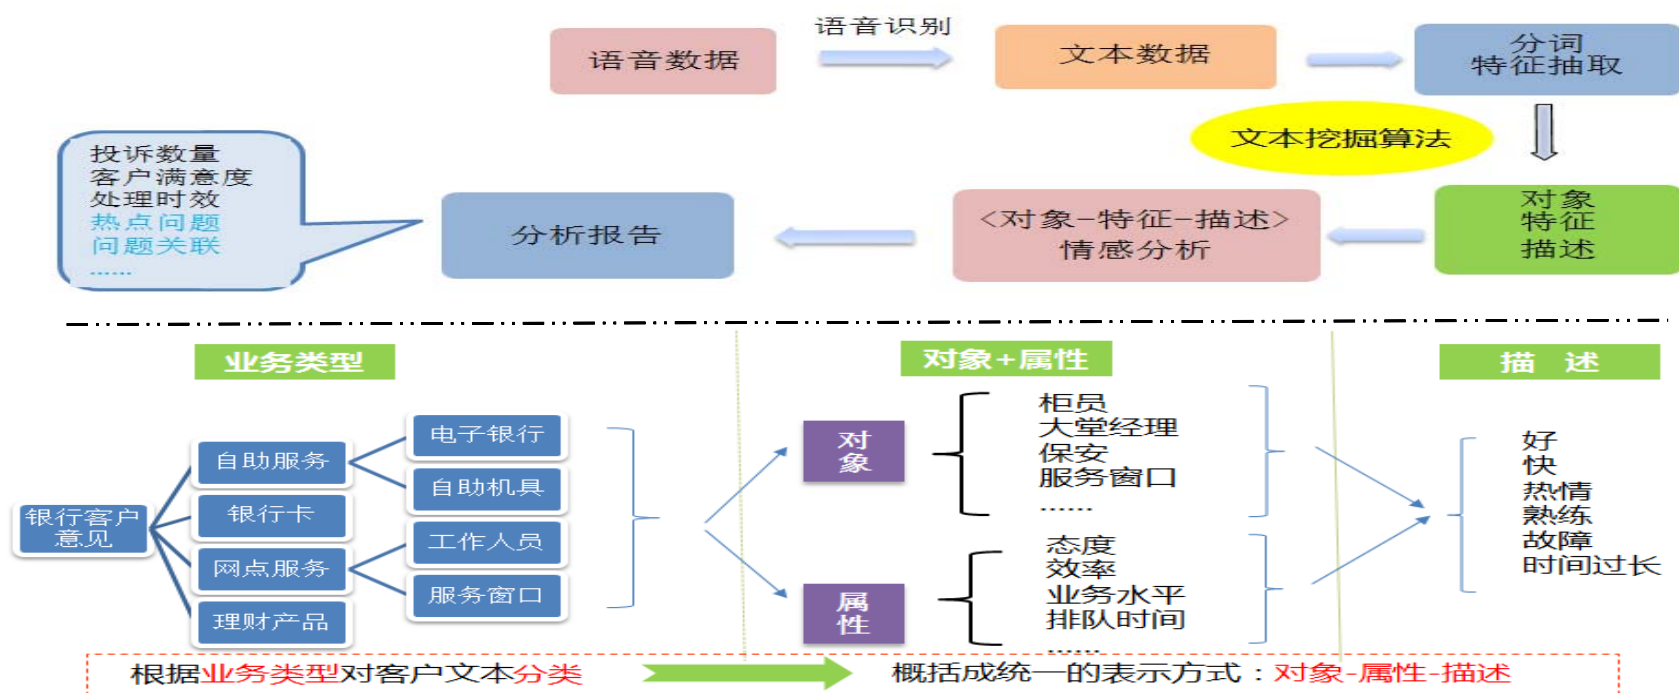 语音数据
语音识别
文本数据
分词
特征抽取
文本挖掘算法
对象
特征
描述
<对象-特征-描述>
情感分析
分析报告
投诉数量
客户满意度
处理时效
热点问题
问题关联
......
业务类型
对象+属性
描 述
银行客户
意见
自助服务
银行卡
网点服务
理财产品
电子银行
自助机具
工作人员
服务窗口
对
象
柜员
大堂经理
保安
服务窗口
......
属
性
态度
效率
业务水平
排队时间
......
好
快
热情
熟练
故障
时间过长
根据业务类型对客户文本分类
概括成统一的表示方式：对象-属性-描述